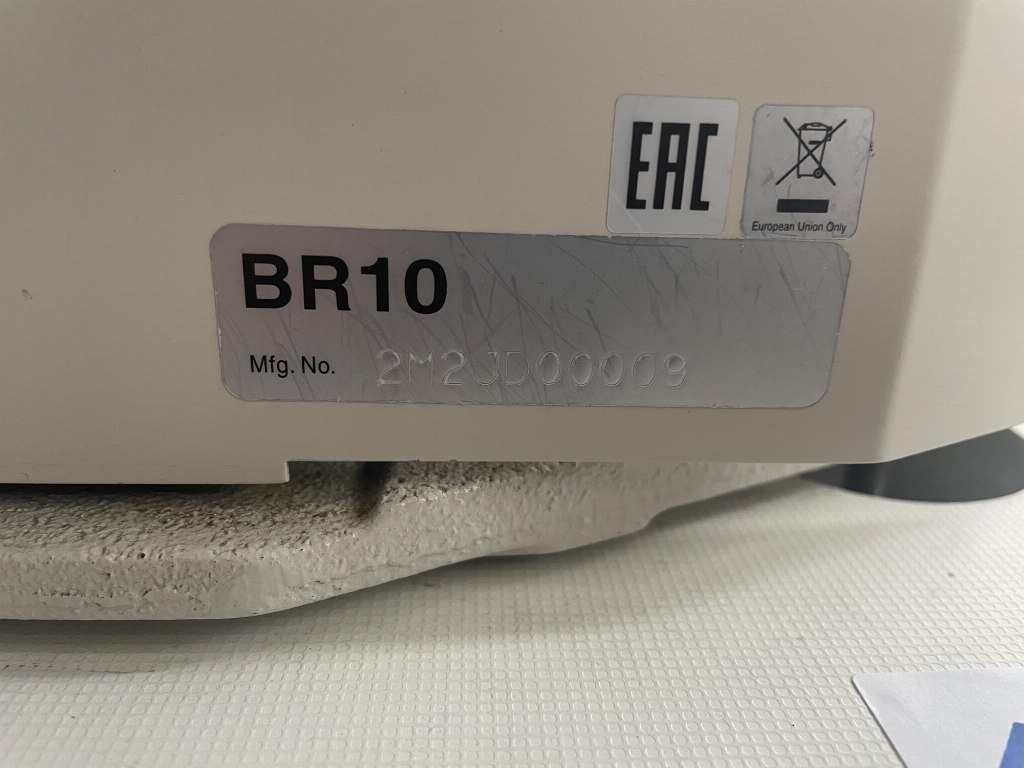 EAC
European Union Only
BR10
Mfg. No. 2M2JD00009